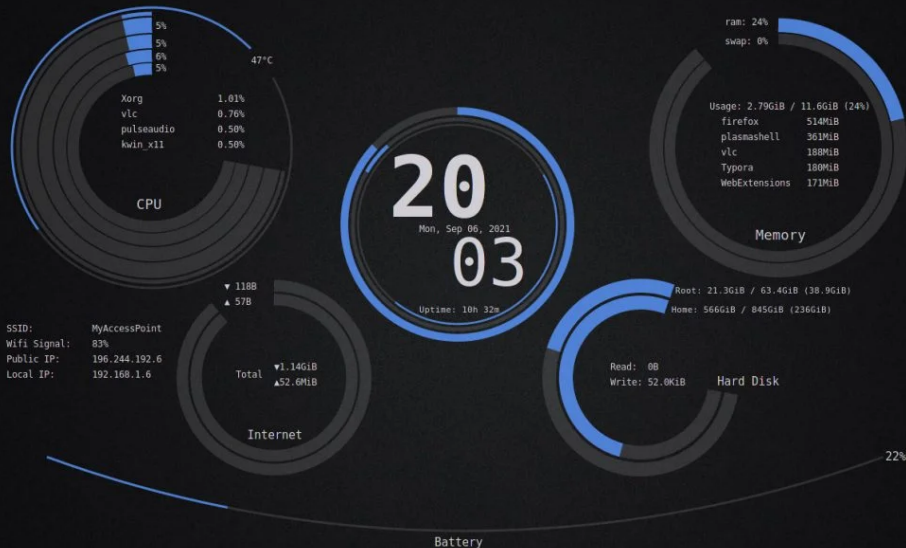 5%
5%
6%
5%
47°C
Xorg 1.01%
vlc 0.76%
pulseaudio 0.50%
kwin_x11 0.50%
CPU
ram: 24%
swap: 0%
Usage: 2.79GiB / 11.6GiB (24%)
firefox 514MiB
plasmashell 361MiB
vlc 188MiB
Typora 180MiB
WebExtensions 171MiB
Memory
20
Mon, Sep 06, 2021
03
Uptime: 10h 32m
▼ 118B
▲ 57B
SSID: MyAccessPoint
Wifi Signal: 83%
Public IP: 196.244.192.6
Local IP: 192.168.1.6
Total ▼1.14GiB
▲52.6MiB
Internet
Root: 21.3GiB / 63.4GiB (38.9GiB)
Home: 566GiB / 845GiB (236GiB)
Read: 0B
Write: 52.0KiB
Hard Disk
22%
Battery